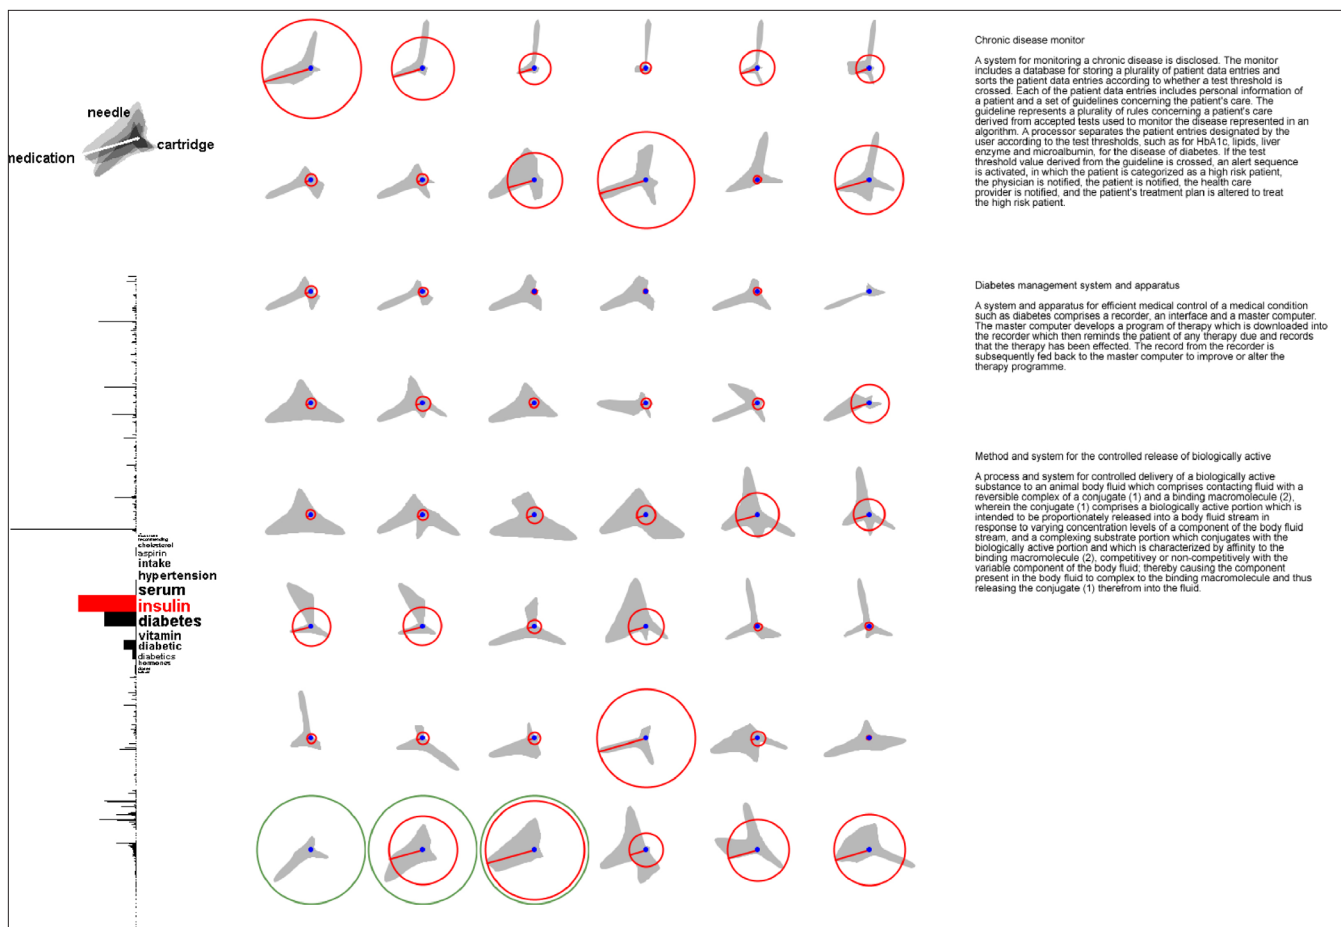 needle
cartridge
medication
cholesterol
aspirin
intake
hypertension
serum
insulin
diabetes
vitamin
diabetic
diabetics
hormones
Chronic disease monitor
A system for monitoring a chronic disease is disclosed. The monitor
includes a database for storing a plurality of patient data entries and
sorts the patient data entries according to whether a test threshold is
crossed. Each of the patient data entries includes personal information of
a patient and a set of guidelines concerning the patient's care. The
guideline represents a plurality of rules concerning a patient's care
derived from accepted tests used to monitor the disease represented in an
algorithm. A processor separates the patient entries designated by the
user according to the test thresholds, such as for HbA1c, lipids, liver
enzyme and microalbumin, for the disease of diabetes. If the test
threshold value derived from the guideline is crossed, an alert sequence
is activated, in which the patient is categorized as a high risk patient,
the physician is notified, the patient is notified, the health care
provider is notified, and the patient's treatment plan is altered to treat
the high risk patient.
Diabetes management system and apparatus
A system and apparatus for efficient medical control of a medical condition
such as diabetes comprises a recorder, an interface and a master computer.
The master computer develops a program of therapy which is downloaded into
the recorder which then reminds the patient of any therapy due and records
that the therapy has been effected. The record from the recorder is
subsequently fed back to the master computer to improve or alter the
therapy programme.
Method and system for the controlled release of biologically active
A process and system for controlled delivery of a biologically active
substance to an animal body fluid which comprises contacting fluid with a
reversible complex of a conjugate (1) and a binding macromolecule (2),
wherein the conjugate (1) comprises a biologically active portion which is
intended to be proportionately released into a body fluid stream in
response to varying concentration levels of a component of the body fluid
stream, and a complexing substrate portion which conjugates with the
biologically active portion and which is characterized by affinity to the
binding macromolecule (2), competitivey or non-competitively with the
variable component of the body fluid; thereby causing the component
present in the body fluid to complex to the binding macromolecule and thus
releasing the conjugate (1) therefrom into the fluid.